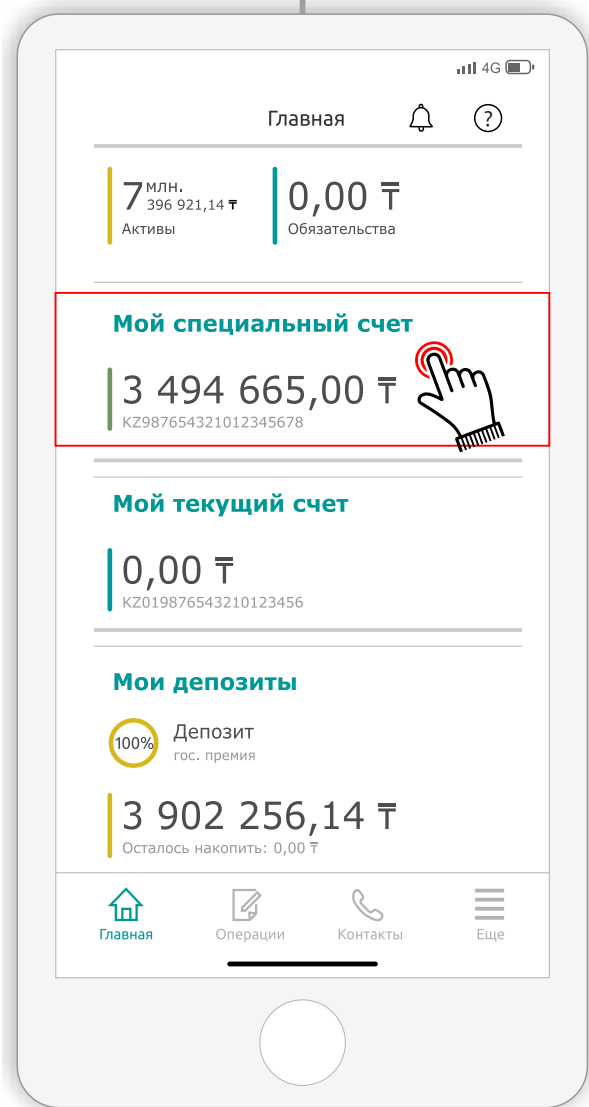 4G
Главная
?
7 млн.
396 921,14 ₸
Активы
0,00 ₸
Обязательства
Мой специальный счет
3 494 665,00 ₸
KZ987654321012345678
Мой текущий счет
0,00 ₸
KZ019876543210123456
Мои депозиты
100%
Депозит
гос. премия
3 902 256,14 ₸
Осталось накопить: 0,00 ₸
Главная
Операции
Контакты
Еще